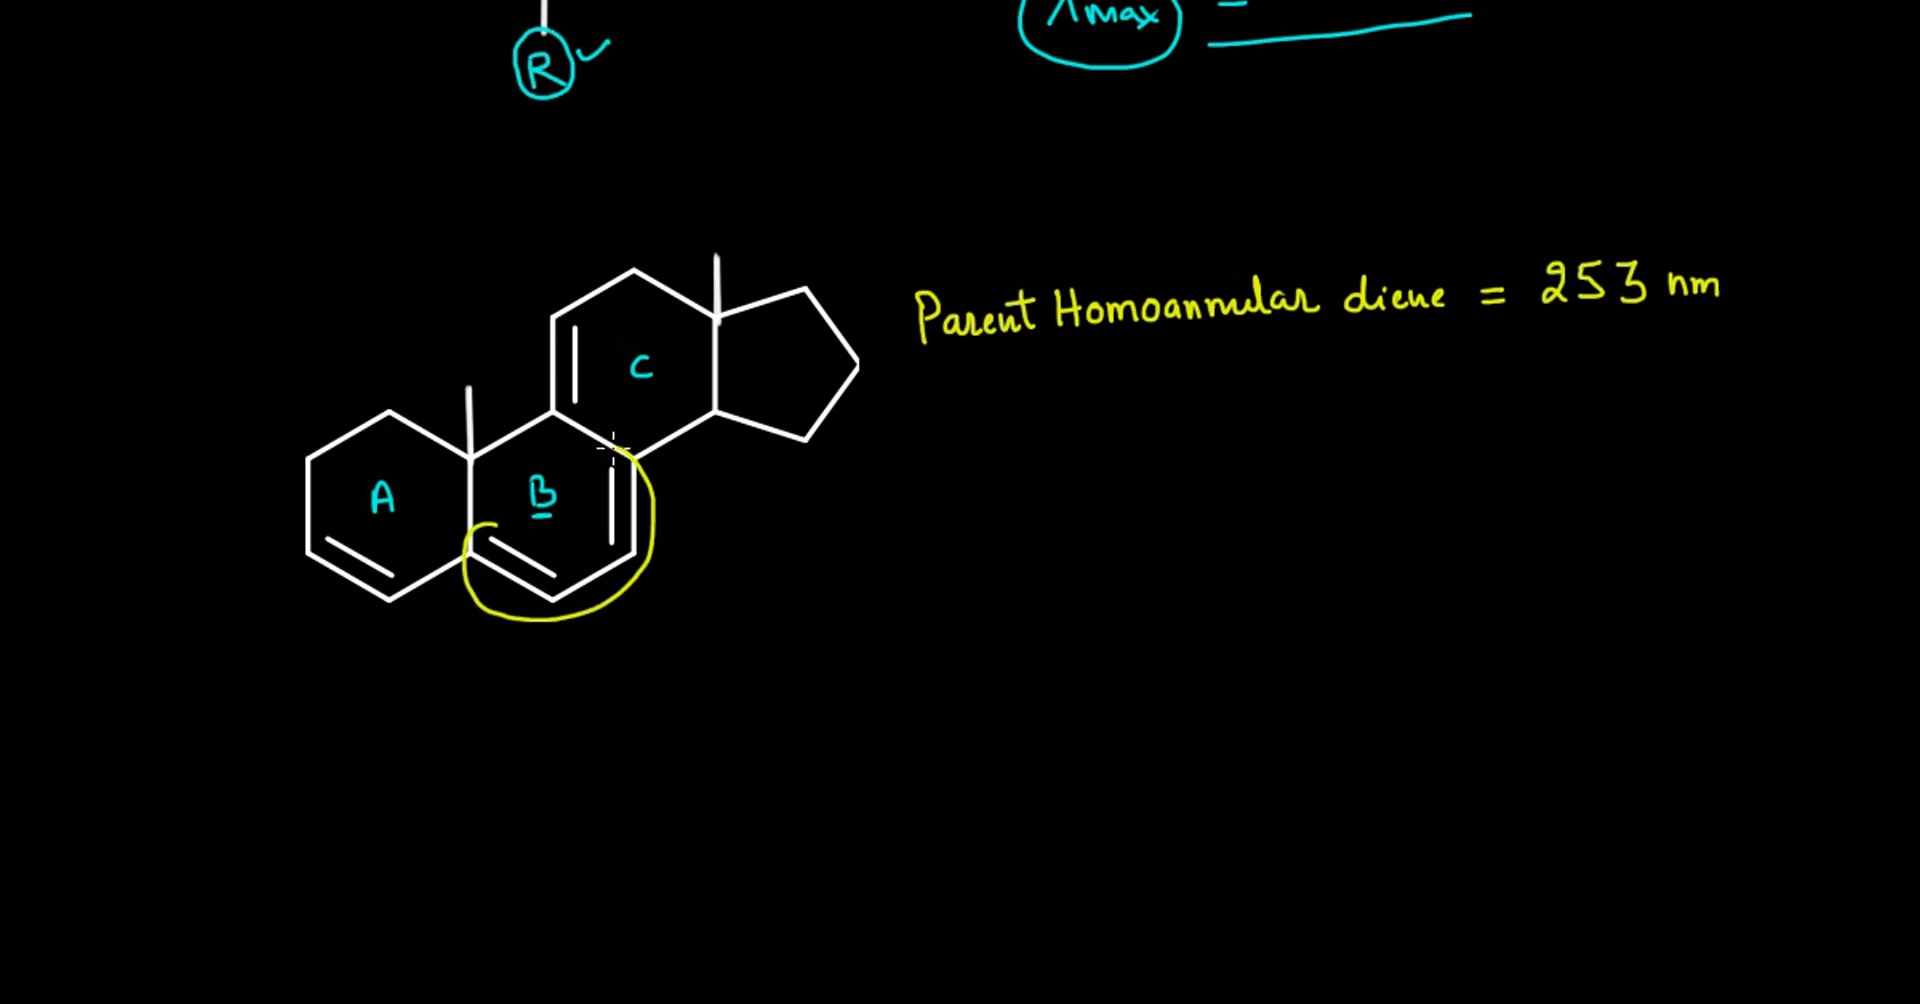 λmax =
R
Parent Homoannular diene = 253 nm
C
A
B